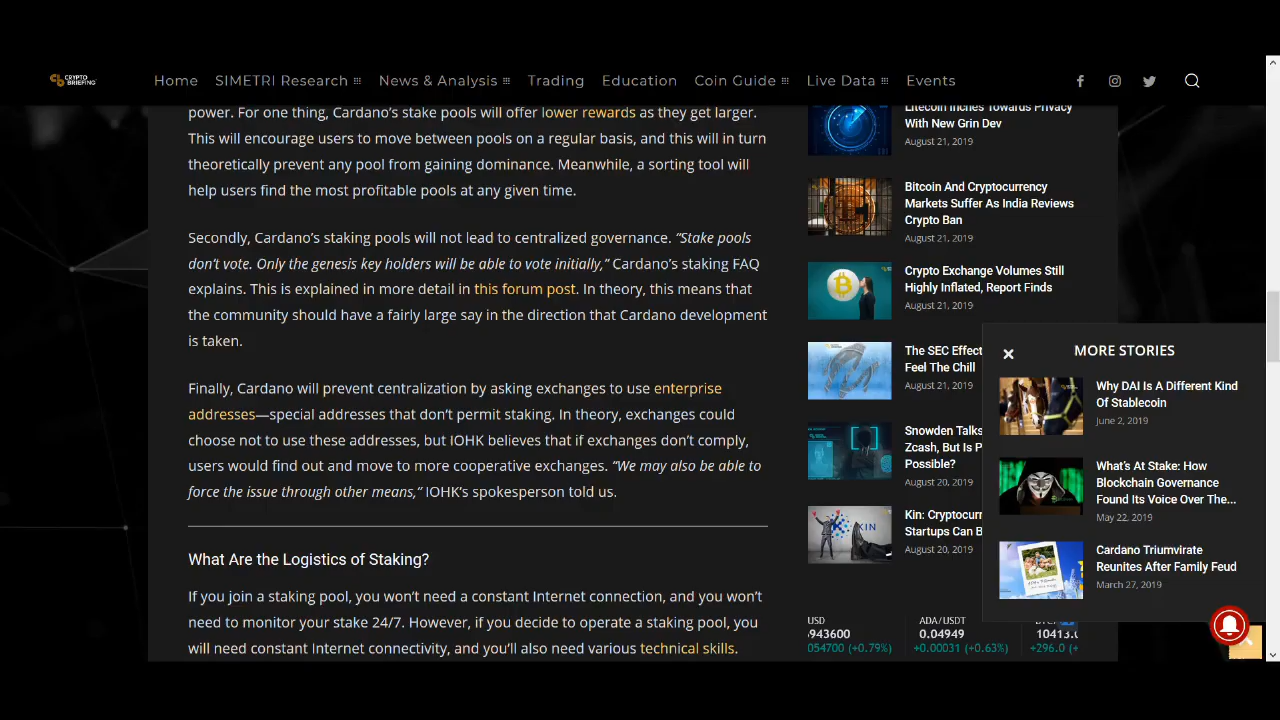 CRYPTO
BRIEFING
Home
SIMETRI Research
News & Analysis
Trading
Education
Coin Guide
Live Data
Events
power. For one thing, Cardano's stake pools will offer lower rewards as they get larger.
This will encourage users to move between pools on a regular basis, and this will in turn
theoretically prevent any pool from gaining dominance. Meanwhile, a sorting tool will
help users find the most profitable pools at any given time.
Secondly, Cardano's staking pools will not lead to centralized governance. “Stake pools
don't vote. Only the genesis key holders will be able to vote initially,” Cardano's staking FAQ
explains. This is explained in more detail in this forum post. In theory, this means that
the community should have a fairly large say in the direction that Cardano development
is taken.
Finally, Cardano will prevent centralization by asking exchanges to use enterprise
addresses—special addresses that don't permit staking. In theory, exchanges could
choose not to use these addresses, but IOHK believes that if exchanges don't comply,
users would find out and move to more cooperative exchanges. “We may also be able to
force the issue through other means,“ IOHK's spokesperson told us.
What Are the Logistics of Staking?
If you join a staking pool, you won't need a constant Internet connection, and you won't
need to monitor your stake 24/7. However, if you decide to operate a staking pool, you
will need constant Internet connectivity, and you'll also need various technical skills.
Litecoin Inches Towards Privacy
With New Grin Dev
August 21, 2019
Bitcoin And Cryptocurrency
Markets Suffer As India Reviews
Crypto Ban
August 21, 2019
Crypto Exchange Volumes Still
Highly Inflated, Report Finds
August 21, 2019
The SEC Effect
Feel The Chill
August 21, 2019
Snowden Talks
Zcash, But Is P
Possible?
August 20, 2019
KIN
Kin: Cryptocurr
Startups Can B
August 20, 2019
USD
943600
054700 (+0.79%)
ADA/USDT
0.04949
+0.00031 (+0.63%)
10413.
+296.0 (+
MORE STORIES
Why DAI Is A Different Kind
Of Stablecoin
June 2, 2019
What's At Stake: How
Blockchain Governance
Found Its Voice Over The...
May 22, 2019
Cardano Triumvirate
Reunites After Family Feud
March 27, 2019